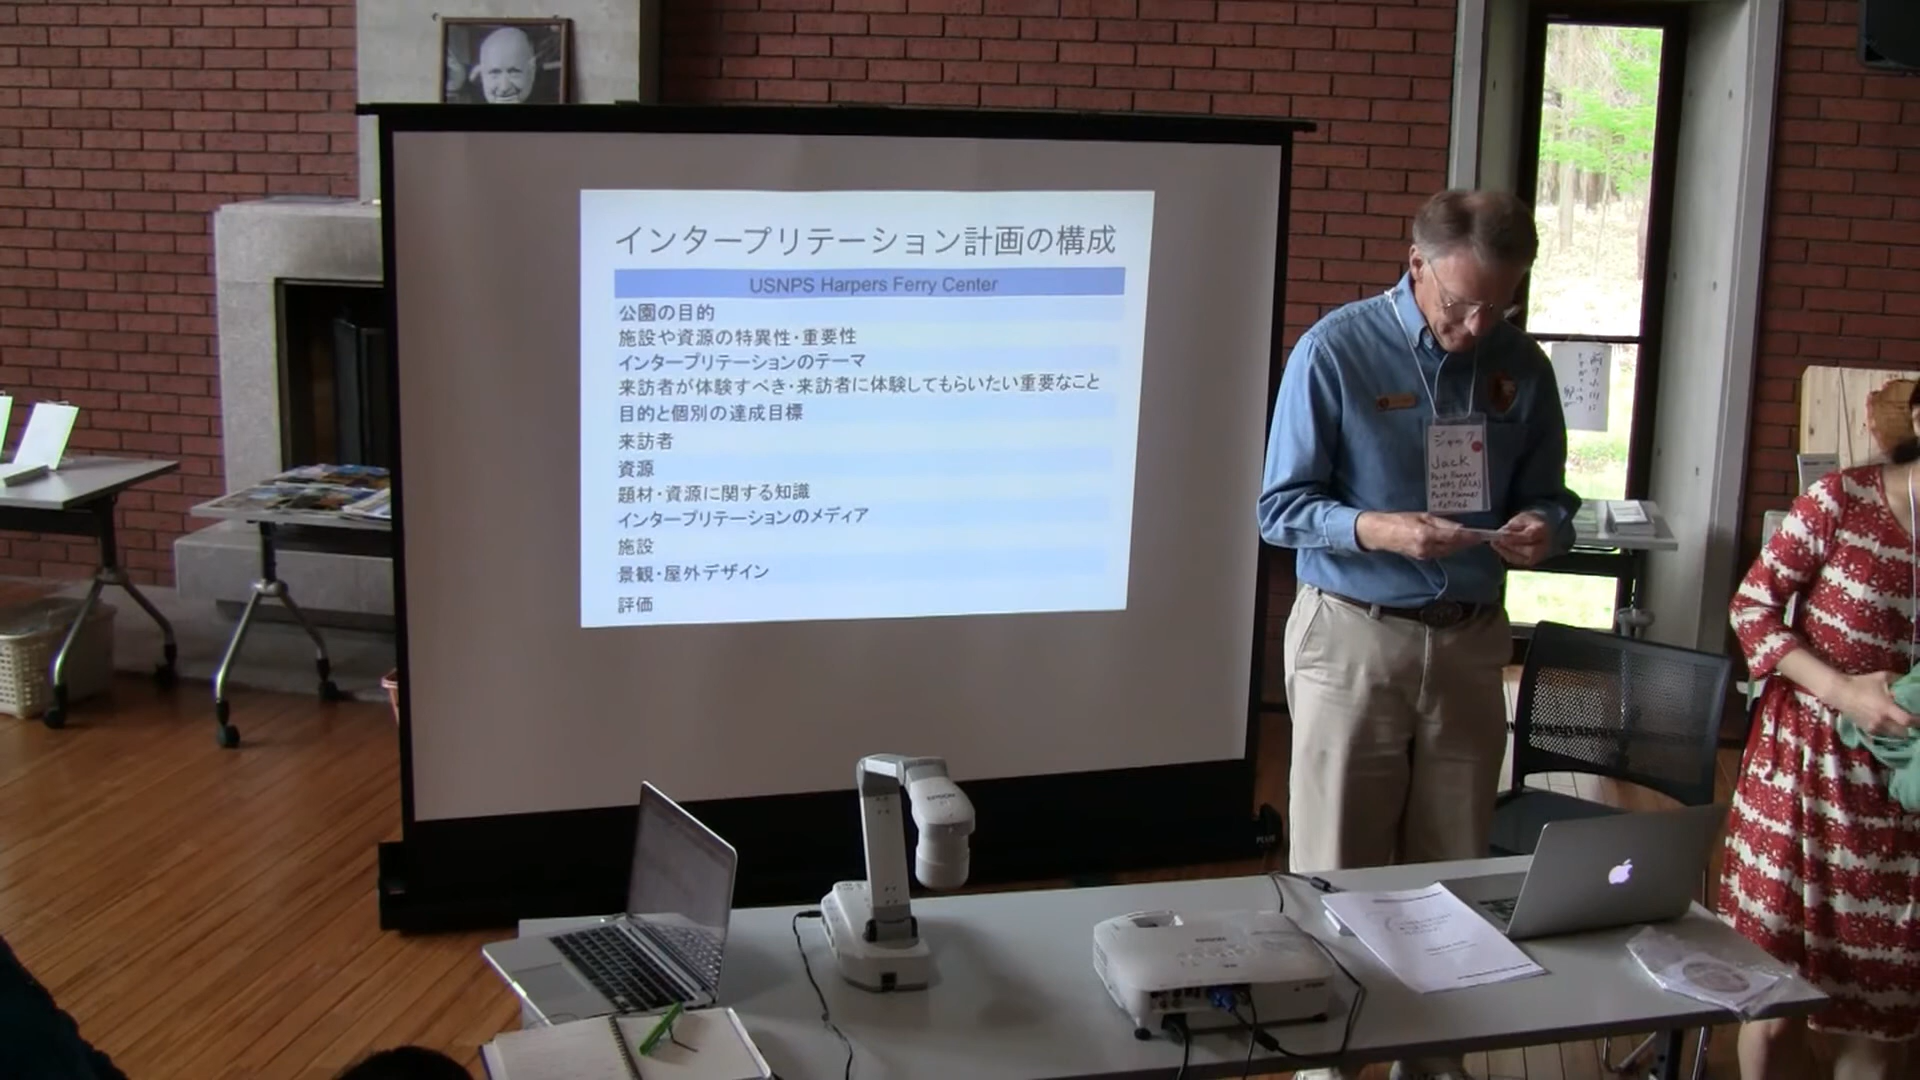 インタープリテーション計画の構成
USNPS Harpers Ferry Center
公園の目的
施設や資源の特異性・重要性
インタープリテーションのテーマ
来訪者が体験すべき・来訪者に体験してもらいたい重要なこと
目的と個別の達成目標
来訪者
資源
題材・資源に関する知識
インタープリテーションのメディア
施設
景観・屋外デザイン
評価
ジャック
Jack
Park Ranger
Park Planner
EPSON
EPSON
PLUS